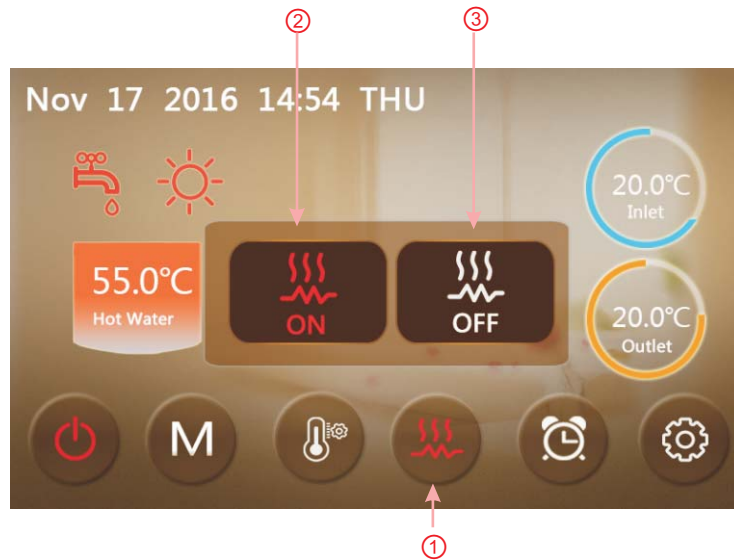 ② ③
Nov 17 2016 14:54 THU
20.0℃
Inlet
55.0℃
Hot Water
ON
OFF
20.0℃
Outlet
M
①